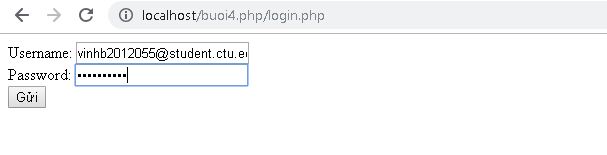 localhost/buoi4.php/login.php
Username: vinhb2012055@student.ctu.e
Password: ••••••••••
Gửi